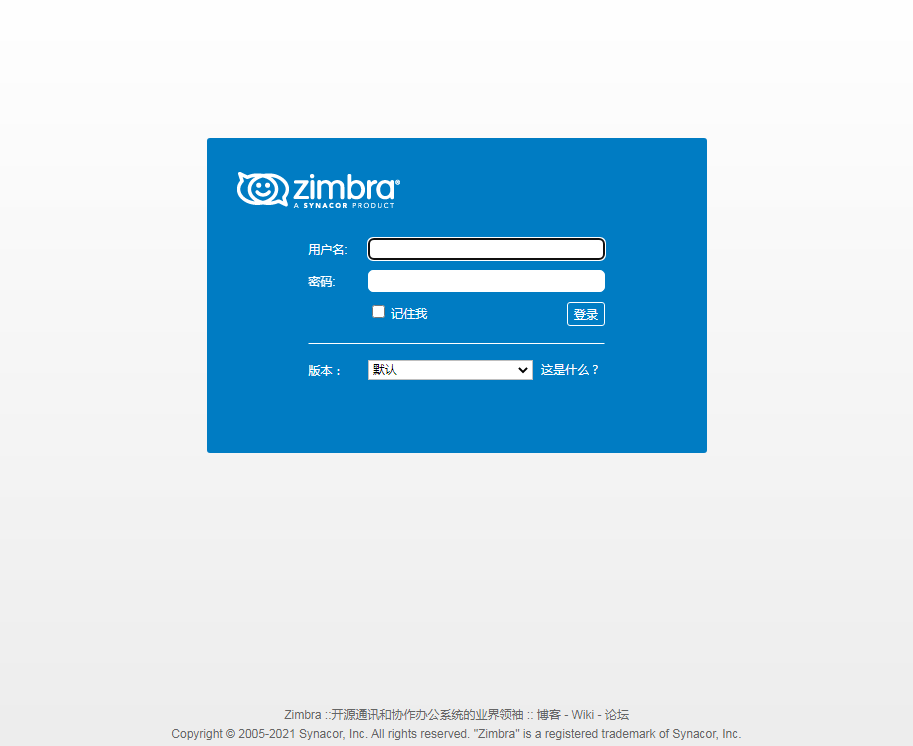 zimbra®
A SYNACOR PRODUCT
用户名:
密码:
记住我 登录
版本： 默认 这是什么？
Zimbra ::开源通讯和协作办公系统的业界领袖 :: 博客 - Wiki - 论坛
Copyright © 2005-2021 Synacor, Inc. All rights reserved. "Zimbra" is a registered trademark of Synacor, Inc.